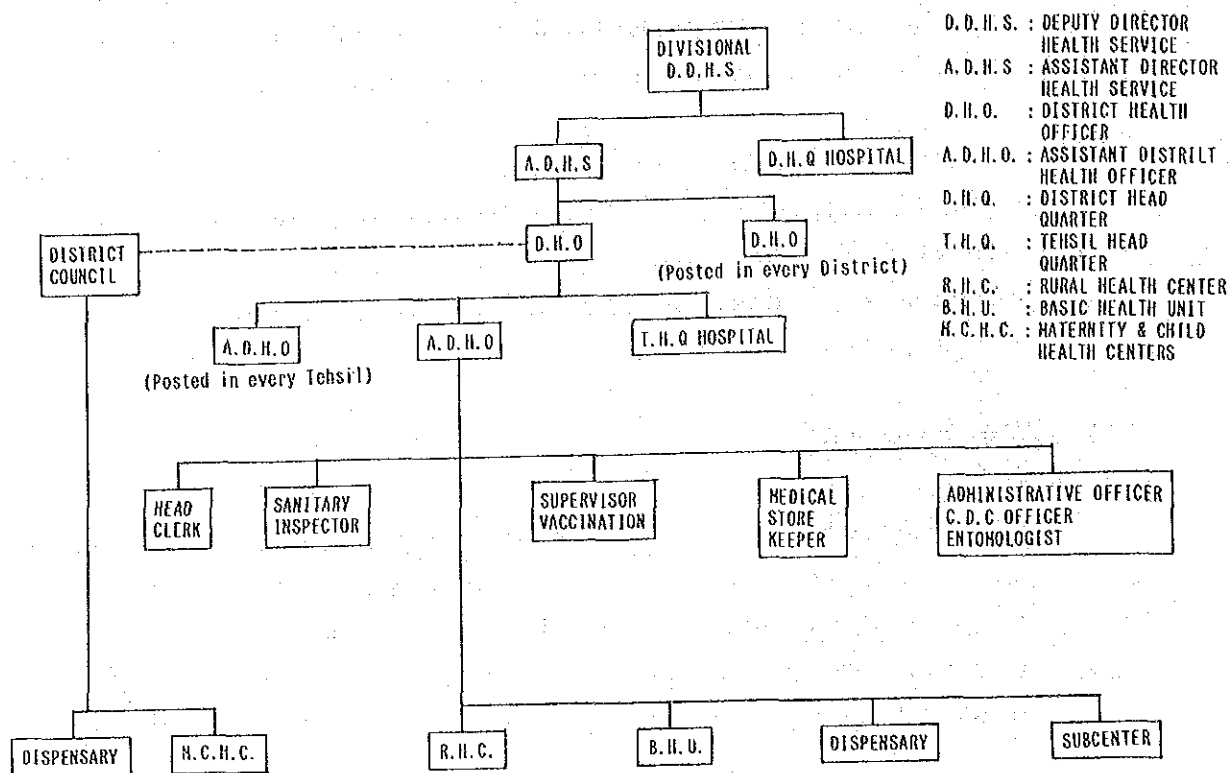 DIVISIONAL
D.D.H.S
A.D.H.S
D.H.Q HOSPITAL
DISTRICT
COUNCIL
D.H.O
D.H.O
(Posted in every District)
A.D.H.O
(Posted in every Tehsil)
A.D.H.O
T.H.Q HOSPITAL
HEAD
CLERK
SANITARY
INSPECTOR
SUPERVISOR
VACCINATION
MEDICAL
STORE
KEEPER
ADMINISTRATIVE OFFICER
C.D.C OFFICER
ENTOMOLOGIST
DISPENSARY
M.C.H.C.
R.H.C.
B.H.U.
DISPENSARY
SUBCENTER
D.D.H.S. : DEPUTY DIRECTOR
HEALTH SERVICE
A.D.H.S : ASSISTANT DIRECTOR
HEALTH SERVICE
D.H.O. : DISTRICT HEALTH
OFFICER
A.D.H.O. : ASSISTANT DISTRILT
HEALTH OFFICER
D.H.Q. : DISTRICT HEAD
QUARTER
T.H.Q. : TEHSIL HEAD
QUARTER
R.H.C. : RURAL HEALTH CENTER
B.H.U. : BASIC HEALTH UNIT
M.C.H.C. : MATERNITY & CHILD
HEALTH CENTERS